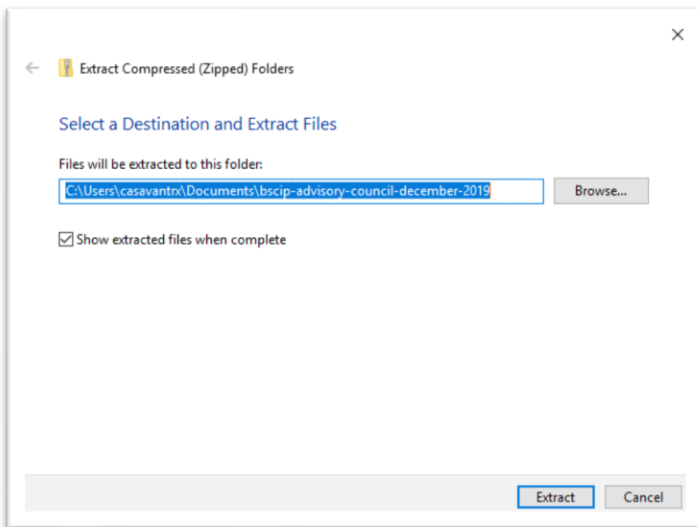 Extract Compressed (Zipped) Folders
Select a Destination and Extract Files
Files will be extracted to this folder:
C:\Users\casavantrx\Documents\bscip-advisory-council-december-2019
Browse...
Show extracted files when complete
Extract
Cancel